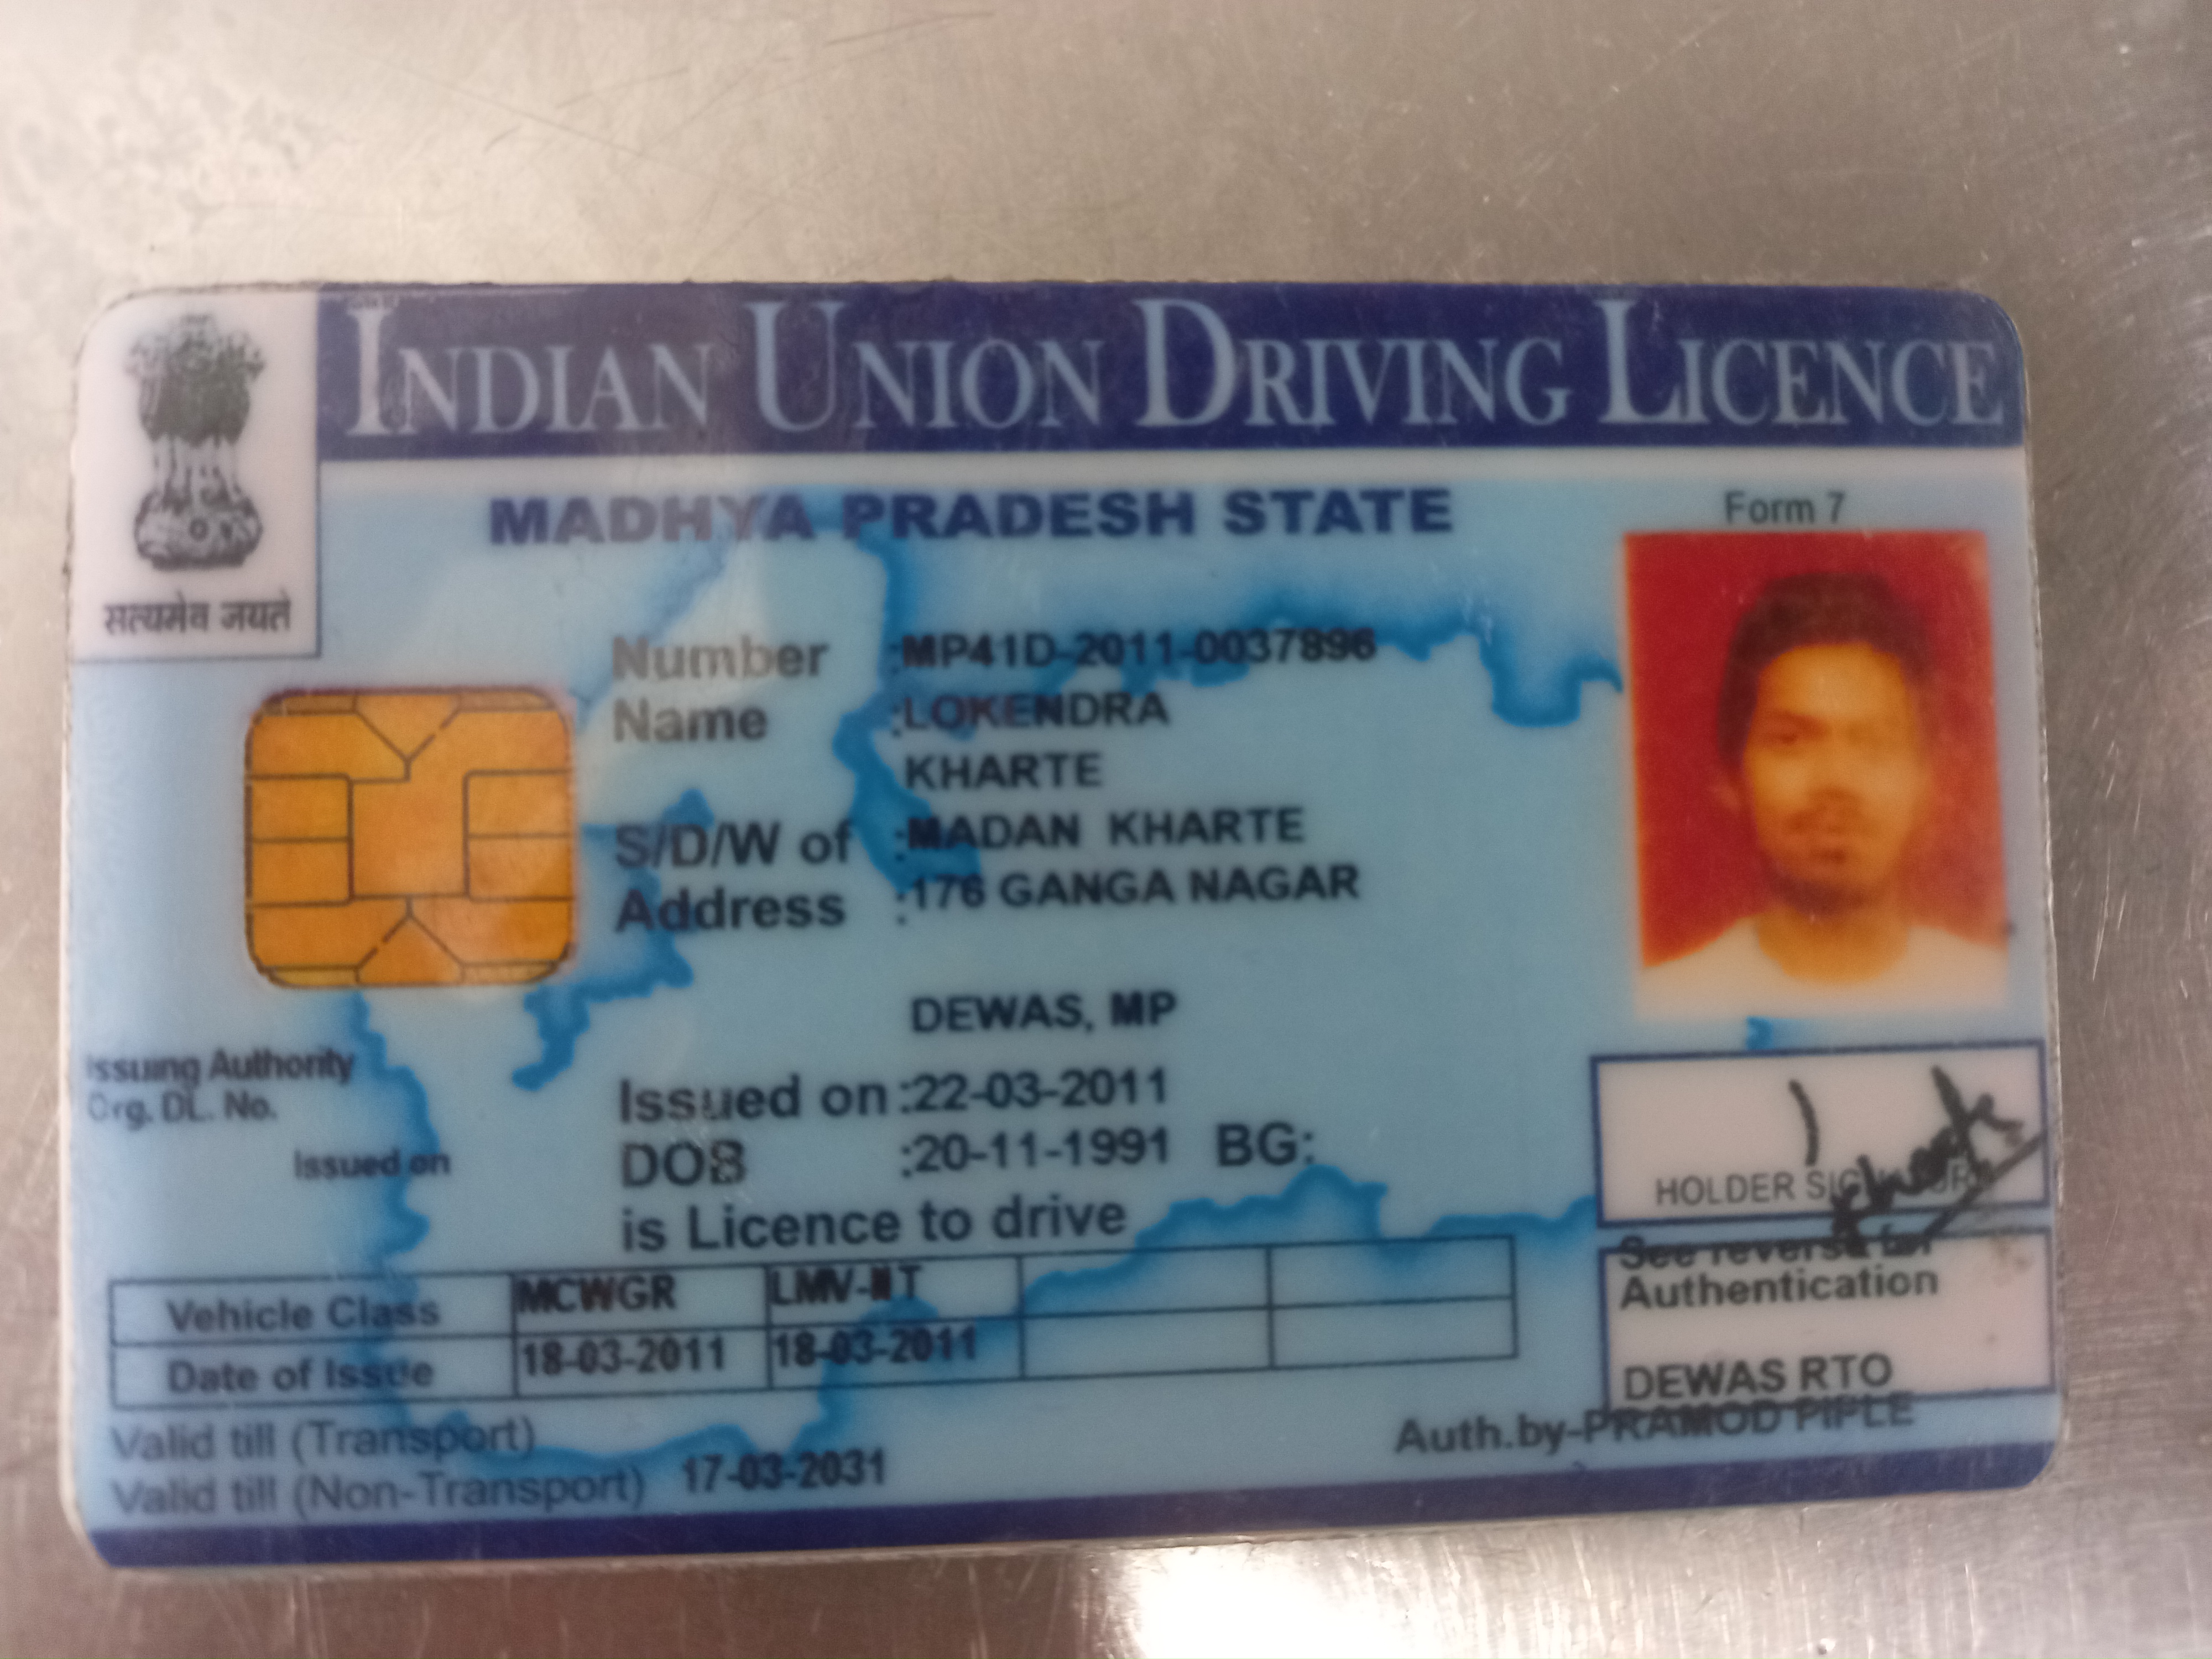 INDIAN UNION DRIVING LICENCE
सत्यमेव जयते
MADHYA PRADESH STATE
Form 7
Number :MP41D-2011-0037896
Name :LOKENDRA
KHARTE
S/D/W of :MADAN KHARTE
Address :176 GANGA NAGAR
DEWAS, MP
Issuing Authority
Org. DL. No.
Issued on
Issued on :22-03-2011
DOB :20-11-1991 BG:
is Licence to drive
HOLDER SIGNATURE
Vehicle Class MCWGR LMV-NT
Date of Issue 18-03-2011 18-03-2011
See reverse for
Authentication
DEWAS RTO
Valid till (Transport)
Valid till (Non-Transport) 17-03-2031
Auth.by-PRAMOD PIPLE